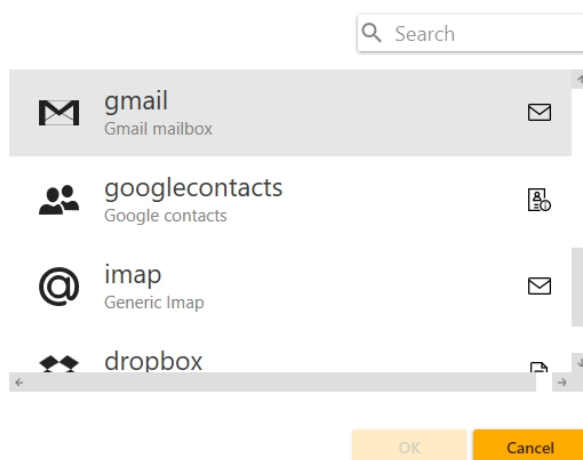 Search
gmail
Gmail mailbox
googlecontacts
Google contacts
imap
Generic Imap
dropbox
OK
Cancel